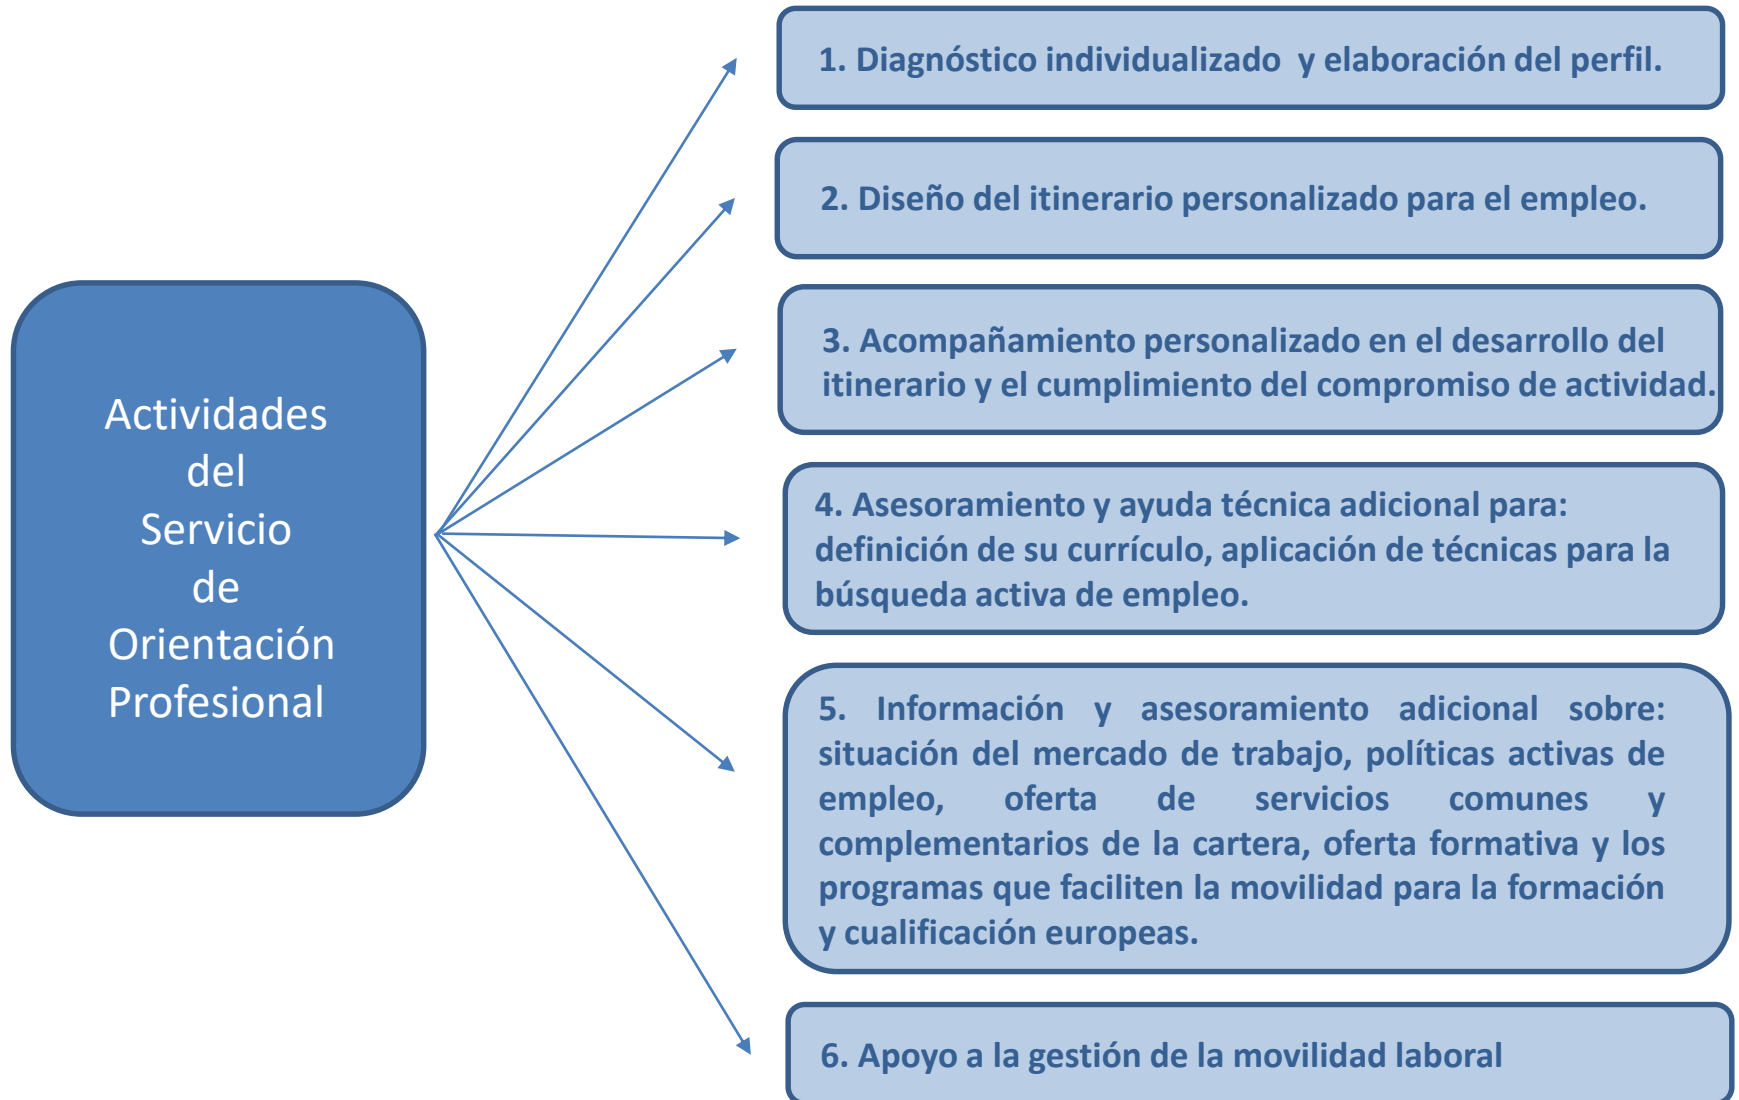 Actividades
del
Servicio
de
Orientación
Profesional
1. Diagnóstico individualizado y elaboración del perfil.
2. Diseño del itinerario personalizado para el empleo.
3. Acompañamiento personalizado en el desarrollo del
itinerario y el cumplimiento del compromiso de actividad.
4. Asesoramiento y ayuda técnica adicional para:
definición de su currículo, aplicación de técnicas para la
búsqueda activa de empleo.
5. Información y asesoramiento adicional sobre:
situación del mercado de trabajo, políticas activas de
empleo, oferta de servicios comunes y
complementarios de la cartera, oferta formativa y los
programas que faciliten la movilidad para la formación
y cualificación europeas.
6. Apoyo a la gestión de la movilidad laboral